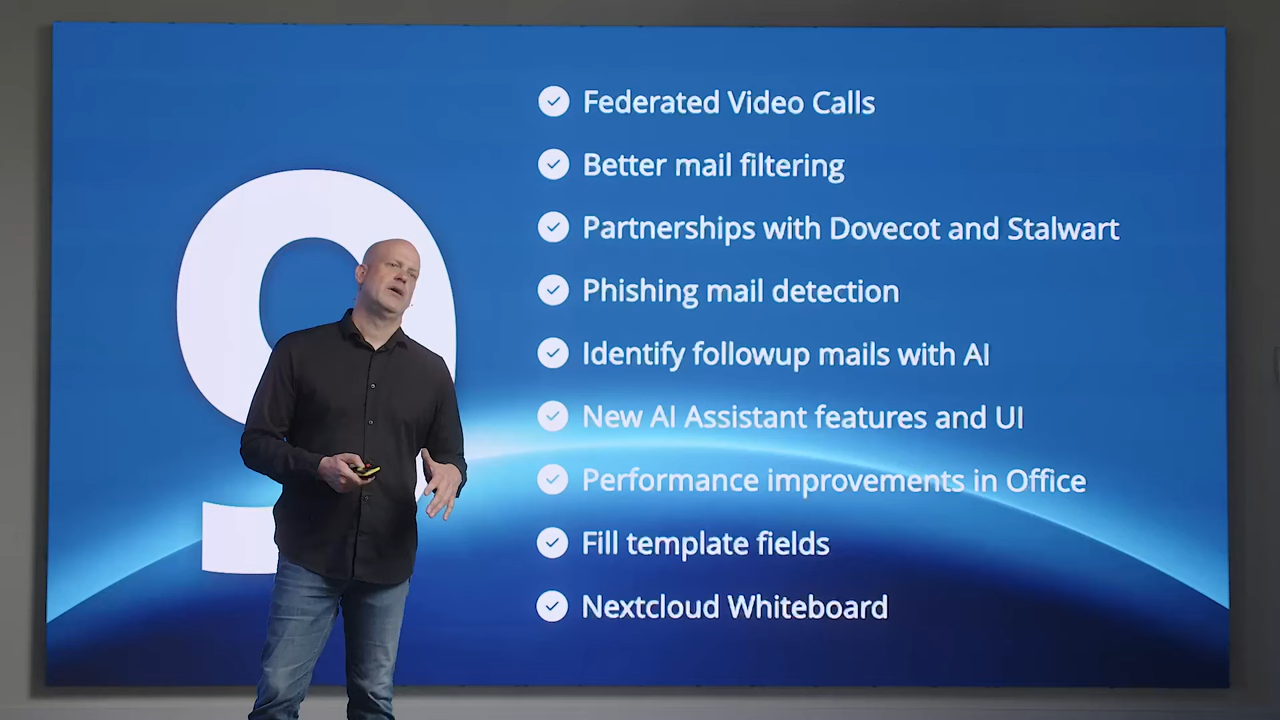 9
Federated Video Calls
Better mail filtering
Partnerships with Dovecot and Stalwart
Phishing mail detection
Identify followup mails with AI
New AI Assistant features and UI
Performance improvements in Office
Fill template fields
Nextcloud Whiteboard